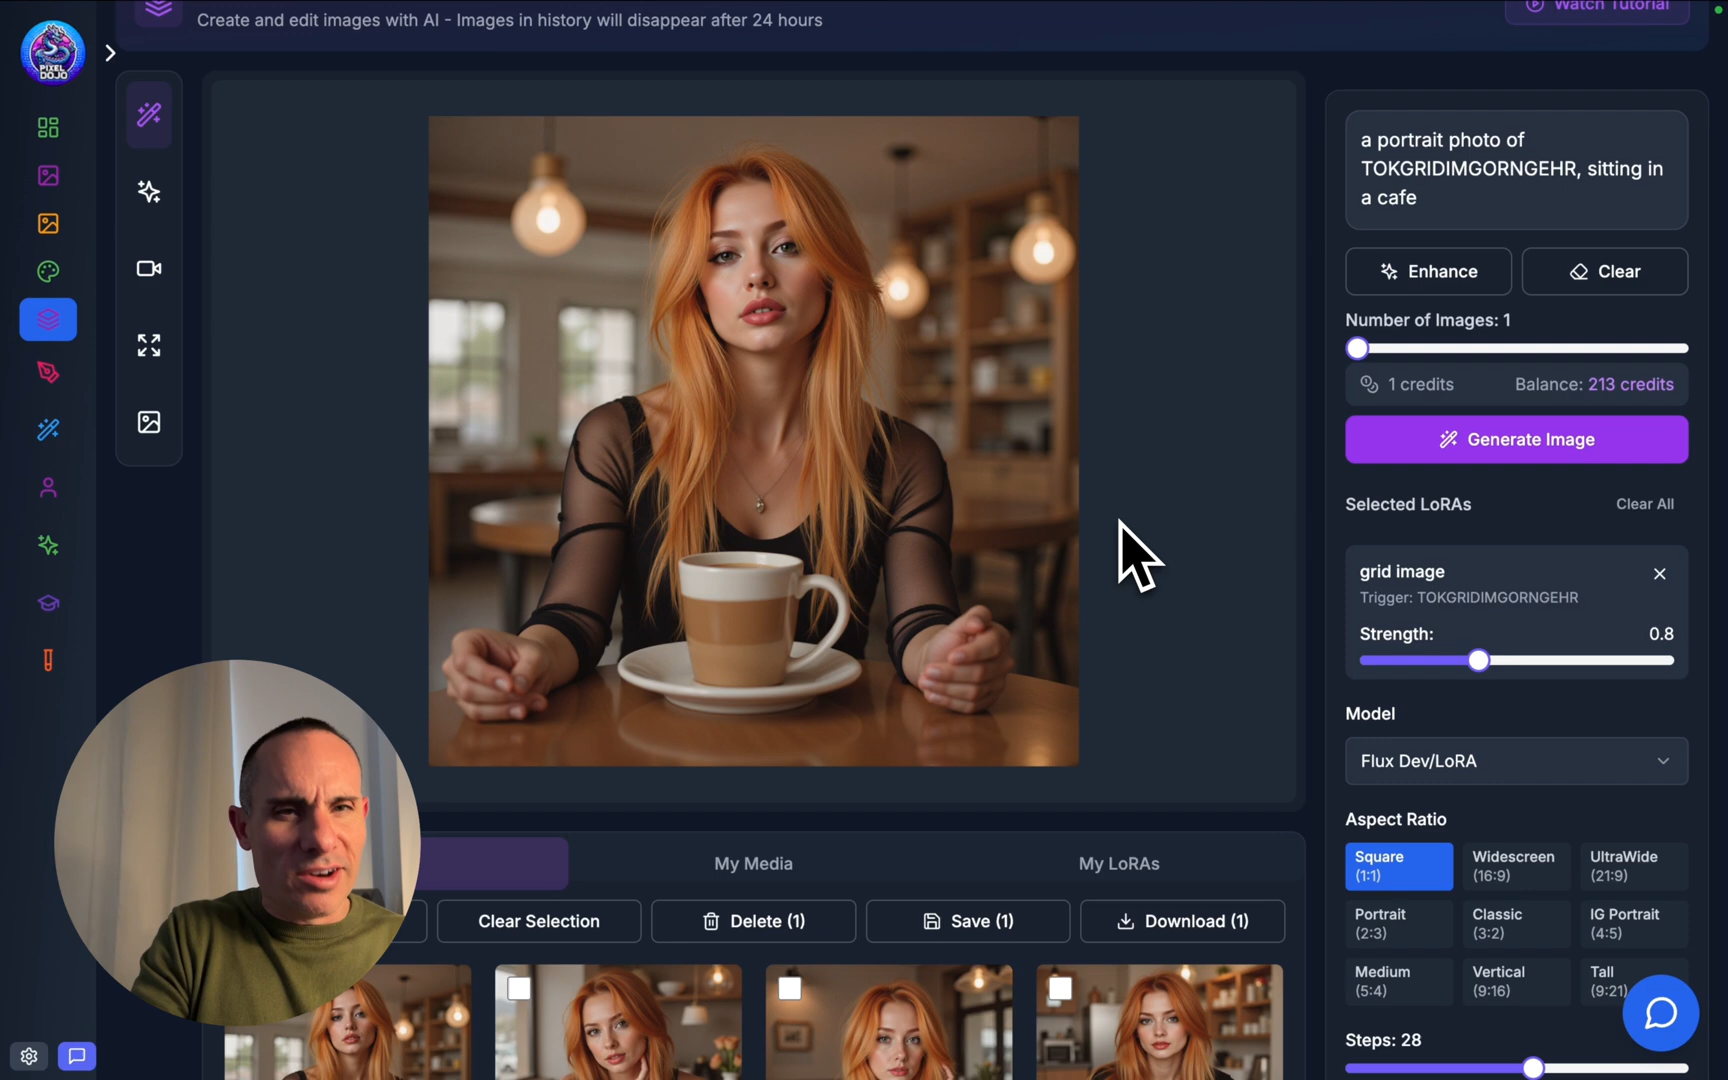 Create and edit images with AI - Images in history will disappear after 24 hours
Watch Tutorial
PIXEL
DOJO
a portrait photo of
TOKGRIDIMGORNGEHR, sitting in
a cafe
Enhance
Clear
Number of Images: 1
1 credits
Balance: 213 credits
Generate Image
Selected LoRAs
Clear All
grid image
Trigger: TOKGRIDIMGORNGEHR
Strength:
0.8
Model
Flux Dev/LoRA
Aspect Ratio
Square
(1:1)
Widescreen
(16:9)
UltraWide
(21:9)
Portrait
(2:3)
Classic
(3:2)
IG Portrait
(4:5)
Medium
(5:4)
Vertical
(9:16)
Tall
(9:21)
Steps: 28
My Media
My LoRAs
Clear Selection
Delete (1)
Save (1)
Download (1)